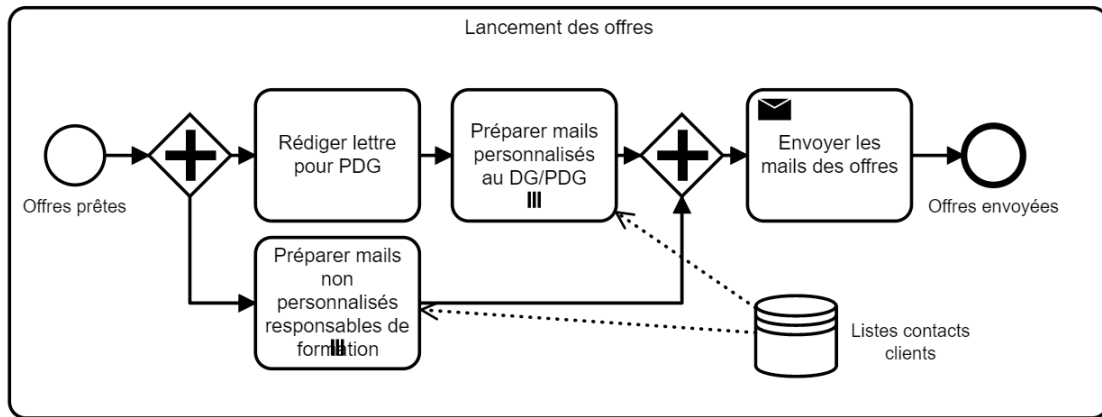 Lancement des offres
Rédiger lettre
pour PDG
Préparer mails
personnalisés
au DG/PDG
Envoyer les
mails des offres
Offres prêtes
Offres envoyées
Préparer mails
non
personnalisés
responsables de
formation
Listes contacts
clients